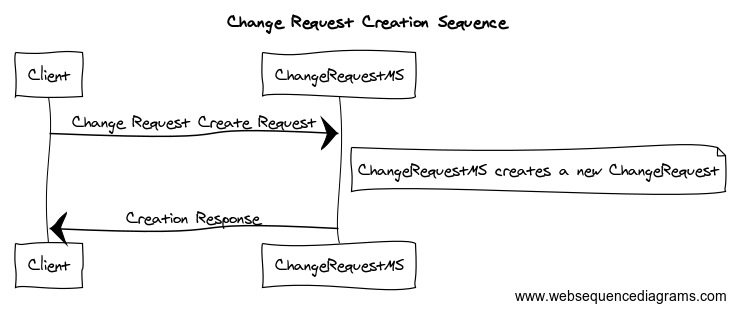 Change Request Creation Sequence
Client
ChangeRequestMS
Change Request Create Request
ChangeRequestMS creates a new ChangeRequest
Creation Response
Client
ChangeRequestMS
www.websequencediagrams.com